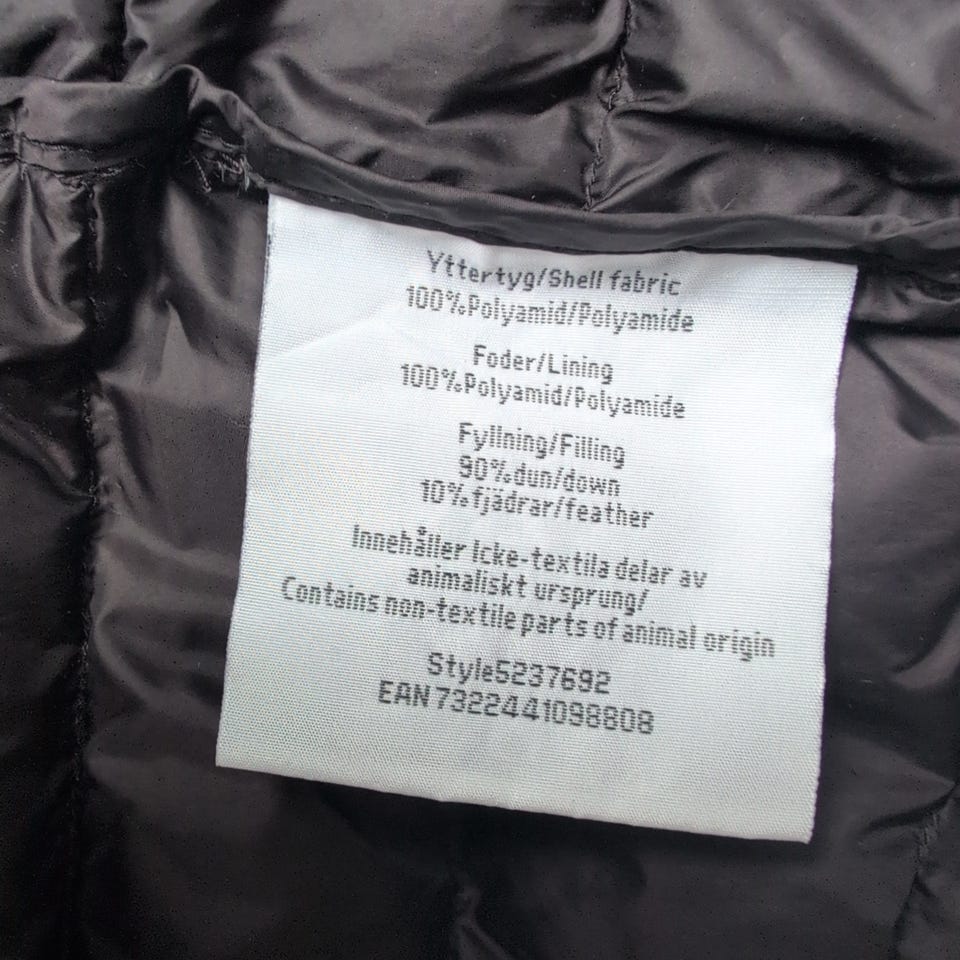 Yttertyg/Shell fabric
100%Polyamid/Polyamide
Foder/Lining
100%Polyamid/Polyamide
Fyllning/Filling
90%dun/down
10%fjädrar/feather
Innehåller Icke-textila delar av
animaliskt ursprung/
Contains non-textile parts of animal origin
Style5237692
EAN7322441098808